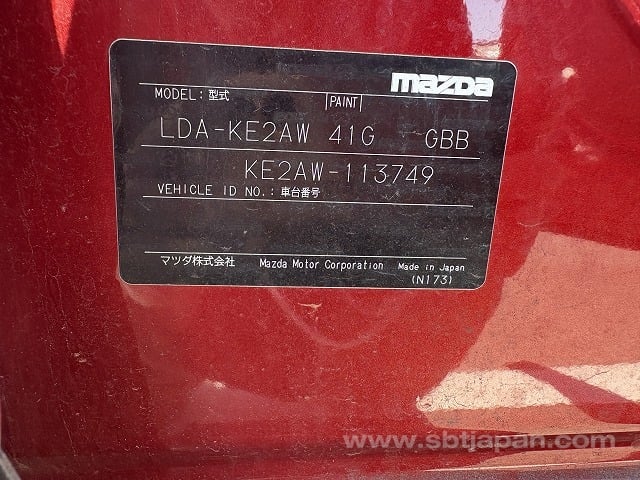 mazda
MODEL: 型式 PAINT
LDA-KE2AW 41G GBB
KE2AW-113749
VEHICLE ID NO.: 車台番号
マツダ株式会社 Mazda Motor Corporation Made in Japan
(N173)
www.sbtjapan.com